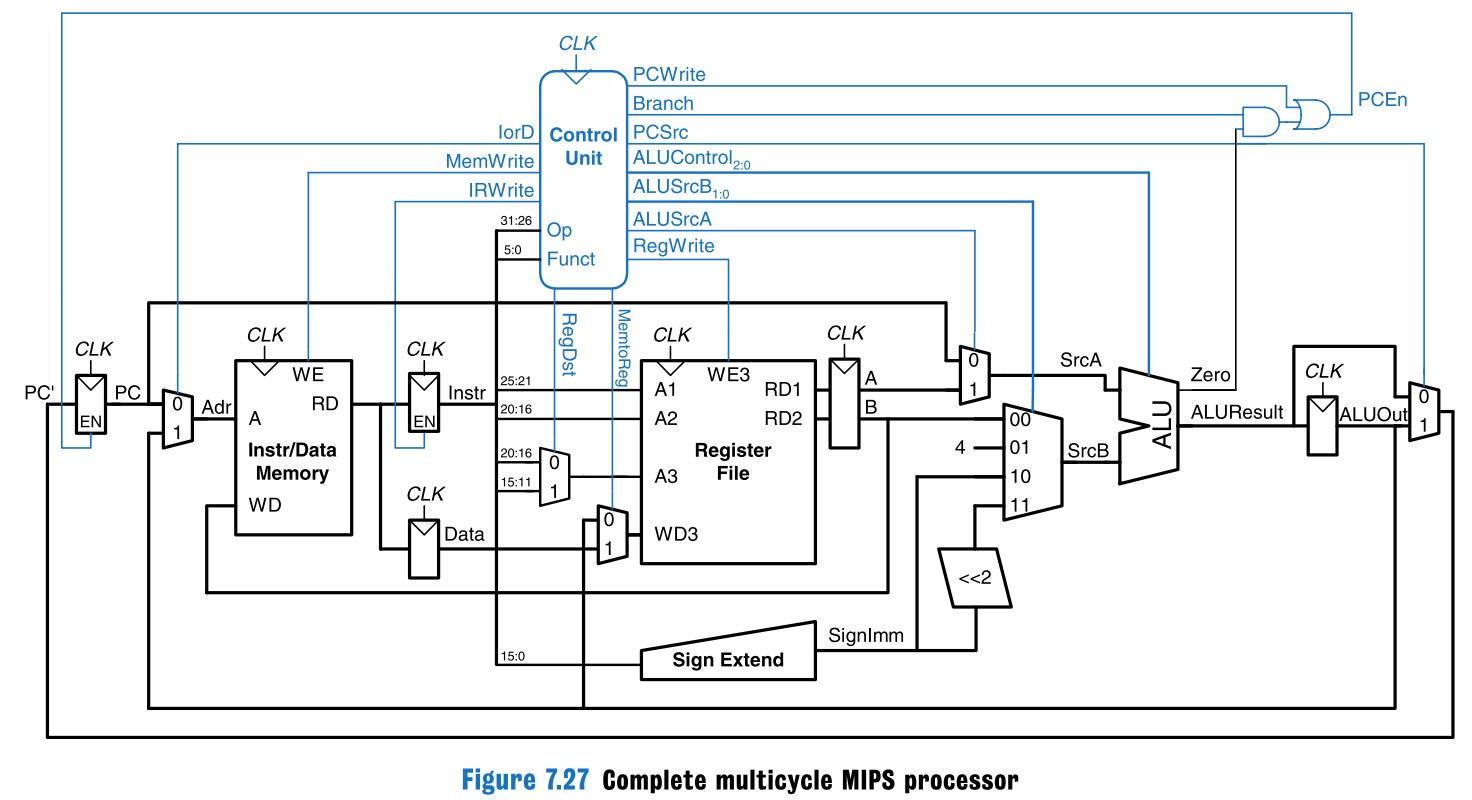 CLK
PCWrite
Branch
PCEn
IorD
Control
Unit
PCSrc
MemWrite
ALUControl2:0
IRWrite
ALUSrcB1:0
31:26
Op
ALUSrcA
5:0
Funct
RegWrite
RegDst
MemtoReg
CLK
CLK
CLK
CLK
CLK
CLK
PC'
EN
PC
0
1
Adr
WE
A
RD
Instr/Data
Memory
WD
EN
Instr
25:21
A1
WE3
RD1
A
0
1
SrcA
Zero
20:16
A2
RD2
B
00
ALU
ALUResult
ALUOut
0
1
4
01
SrcB
20:16
0
15:11
1
A3
Register
File
10
11
CLK
Data
0
1
WD3
<<2
15:0
Sign Extend
SignImm
Figure 7.27 Complete multicycle MIPS processor